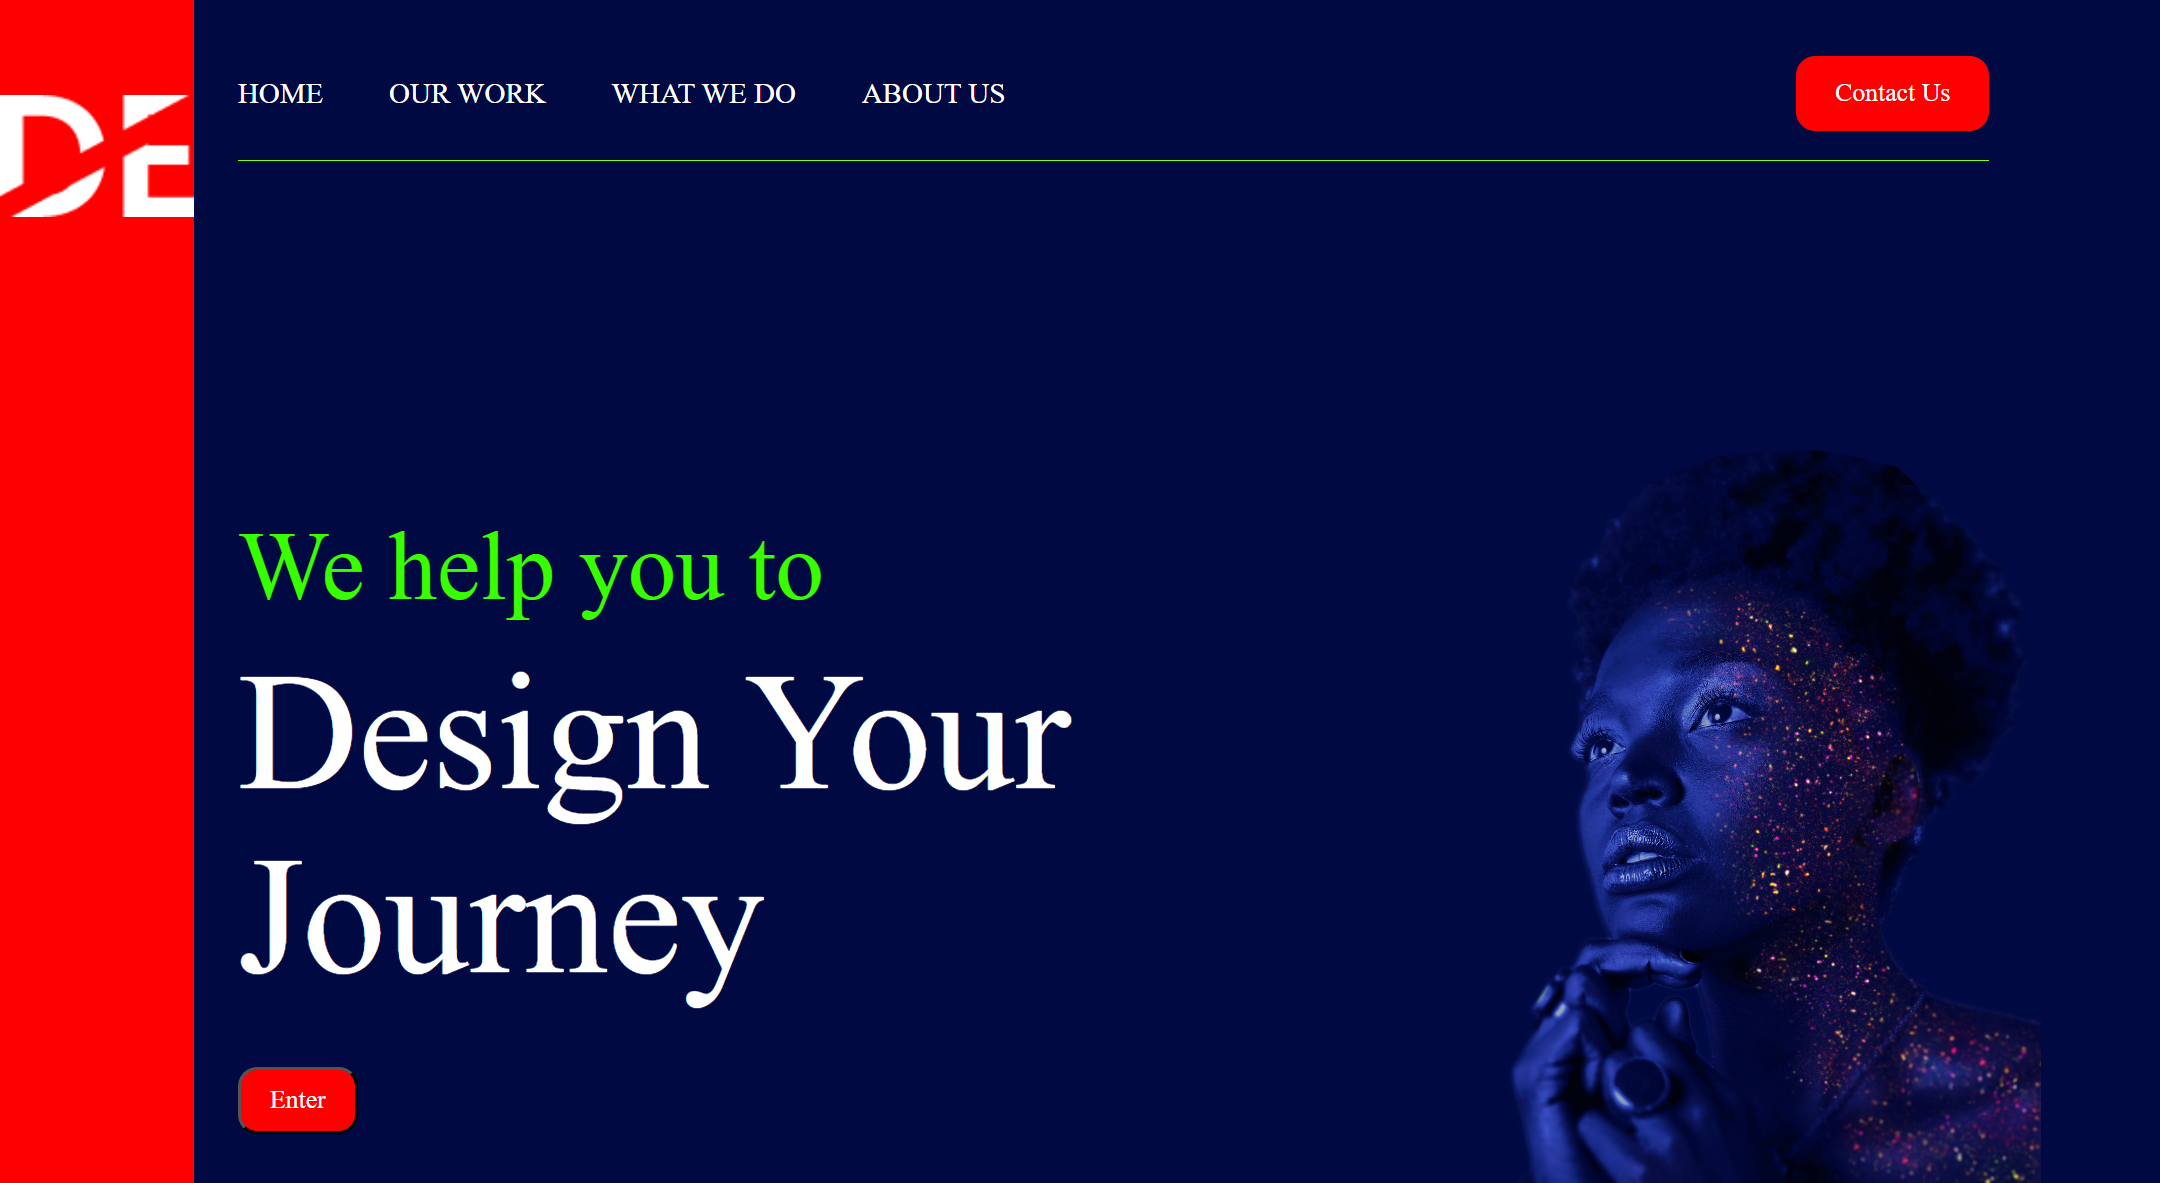 DE
HOME OUR WORK WHAT WE DO ABOUT US Contact Us
We help you to
Design Your
Journey
Enter